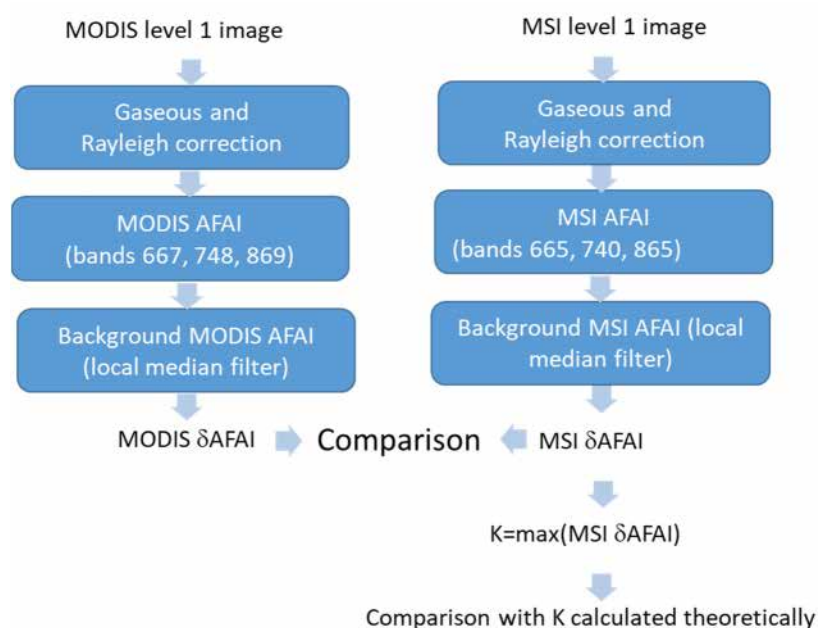 MODIS level 1 image
Gaseous and
Rayleigh correction
MODIS AFAI
(bands 667, 748, 869)
Background MODIS AFAI
(local median filter)
MODIS δAFAI
Comparison
MSI level 1 image
Gaseous and
Rayleigh correction
MSI AFAI
(bands 665, 740, 865)
Background MSI AFAI (local
median filter)
MSI δAFAI
K=max(MSI δAFAI)
Comparison with K calculated theoretically